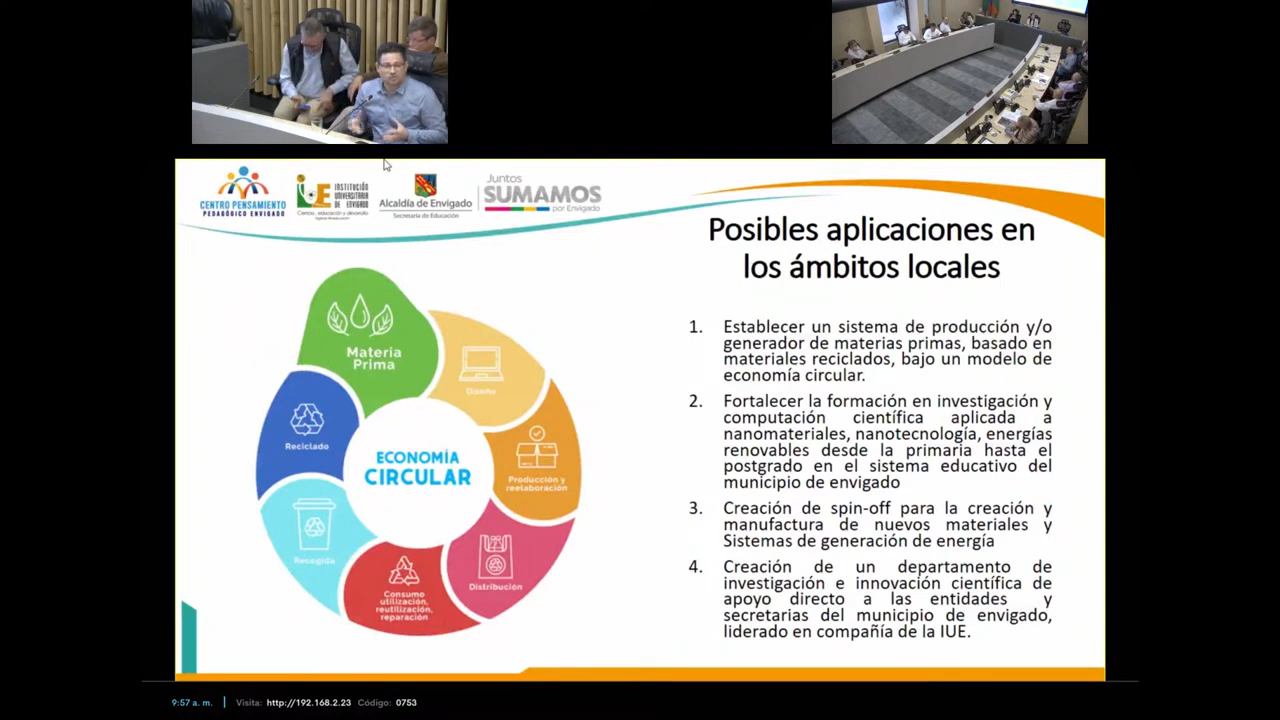 CENTRO PENSAMIENTO
PEDAGÓGICO ENVIGADO
IUE
INSTITUCIÓN
UNIVERSITARIA
DE ENVIGADO
Ciencia, educación y desarrollo
Alcaldía de Envigado
Secretaría de Educación
Juntos
SUMAMOS
por Envigado
Posibles aplicaciones en
los ámbitos locales
Materia
Prima
Diseño
Producción y
reelaboración
Distribución
Consumo
utilización,
reutilización,
reparación
Recogida
Reciclado
ECONOMÍA
CIRCULAR
1. Establecer un sistema de producción y/o
generador de materias primas, basado en
materiales reciclados, bajo un modelo de
economía circular.
2. Fortalecer la formación en investigación y
computación científica aplicada a
nanomateriales, nanotecnología, energías
renovables desde la primaria hasta el
postgrado en el sistema educativo del
municipio de envigado
3. Creación de spin-off para la creación y
manufactura de nuevos materiales y
Sistemas de generación de energía
4. Creación de un departamento de
investigación e innovación científica de
apoyo directo a las entidades y
secretarias del municipio de envigado,
liderado en compañía de la IUE.
9:57 a. m. | Visita: http://192.168.2.23 Código: 0753